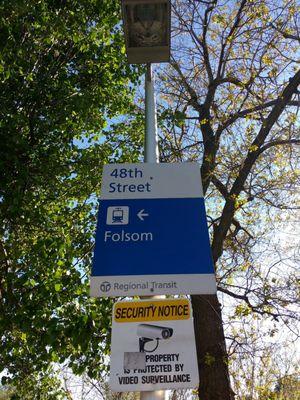 48th
Street
Folsom
Regional Transit
SECURITY NOTICE
PROPERTY
IS PROTECTED BY
VIDEO SURVEILLANCE